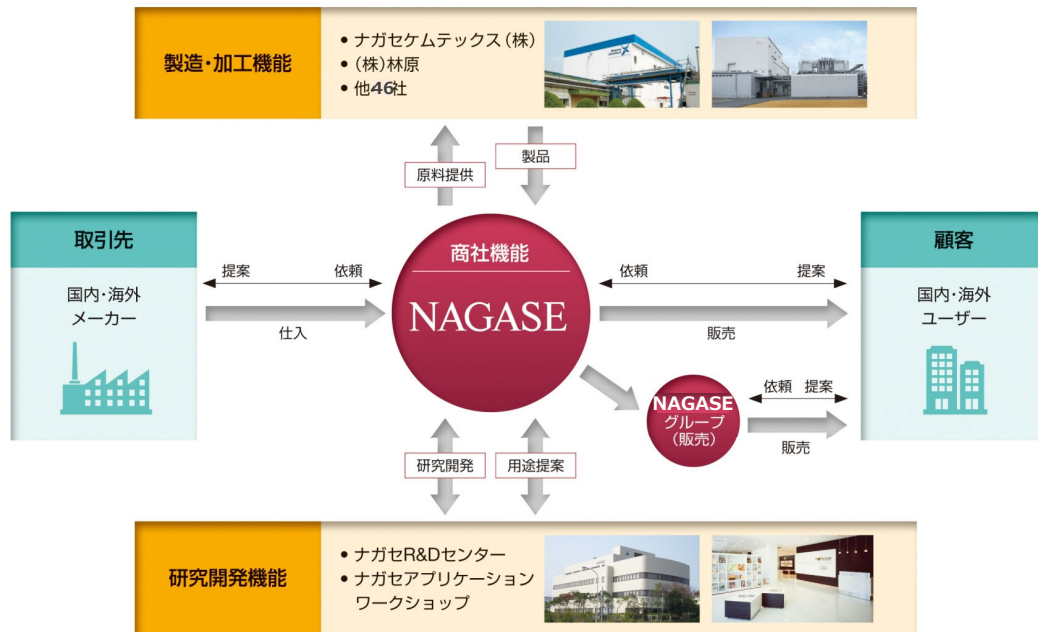 製造・加工機能
• ナガセケムテックス(株)
• (株)林原
• 他46社
原料提供
製品
取引先
国内・海外
メーカー
提案
依頼
仕入
商社機能
NAGASE
依頼
提案
販売
顧客
国内・海外
ユーザー
NAGASE
グループ
(販売)
依頼
提案
販売
研究開発
用途提案
研究開発機能
• ナガセR&Dセンター
• ナガセアプリケーション
ワークショップ